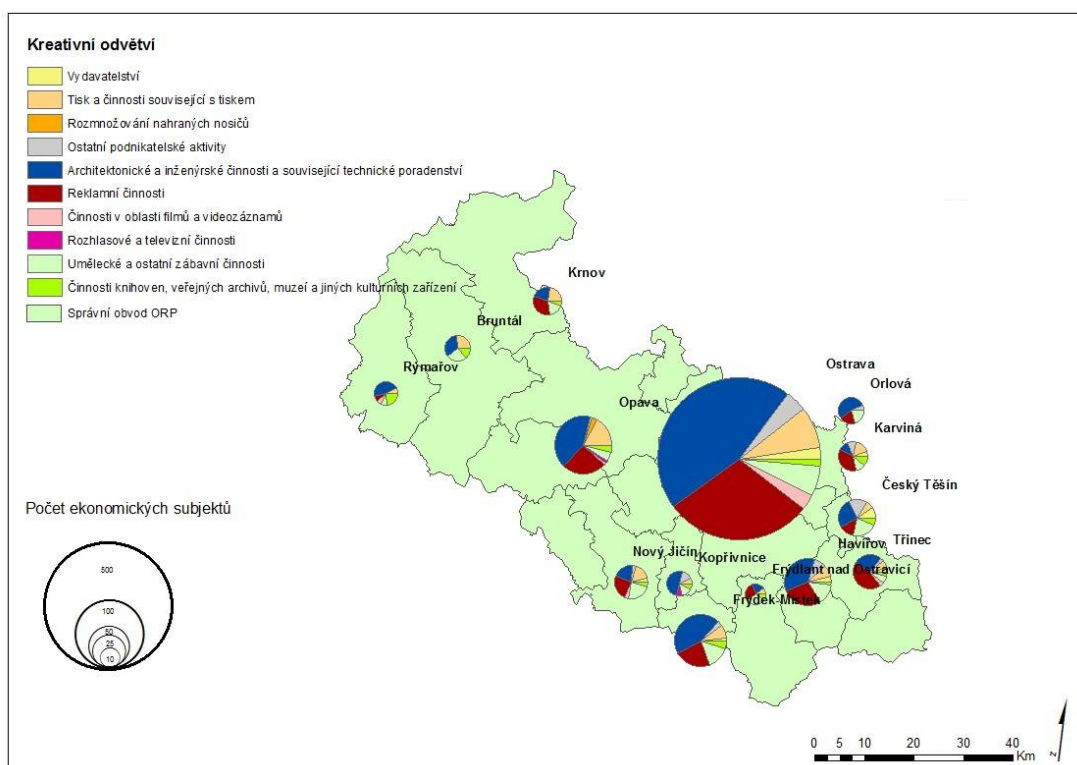 Kreativní odvětví
Vydavatelství
Tisk a činnosti související s tiskem
Rozmnožování nahraných nosičů
Ostatní podnikatelské aktivity
Architektonické a inženýrské činnosti a související technické poradenství
Reklamní činnosti
Činnosti v oblasti filmů a videozáznamů
Rozhlasové a televizní činnosti
Umělecké a ostatní zábavní činnosti
Činnosti knihoven, veřejných archivů, muzeí a jiných kulturních zařízení
Správní obvod ORP
Krnov
Bruntál
Rýmařov
Opava
Ostrava
Orlová
Karviná
Český Těšín
Havířov
Třinec
Nový Jičín
Kopřivnice
Frýdlant nad Ostravicí
Frýdek-Místek
Počet ekonomických subjektů
500
100
50
25
10
0 5 10 20 30 40
Km
N